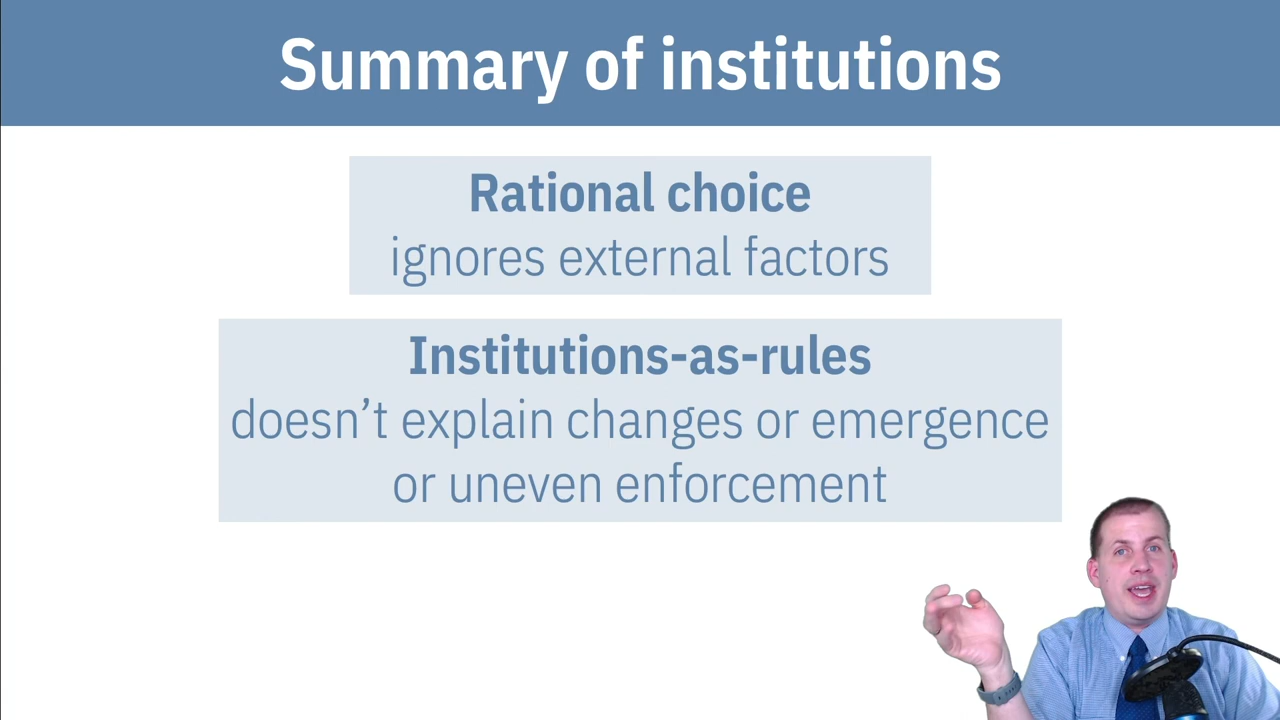 Summary of institutions
Rational choice
ignores external factors
Institutions-as-rules
doesn’t explain changes or emergence
or uneven enforcement